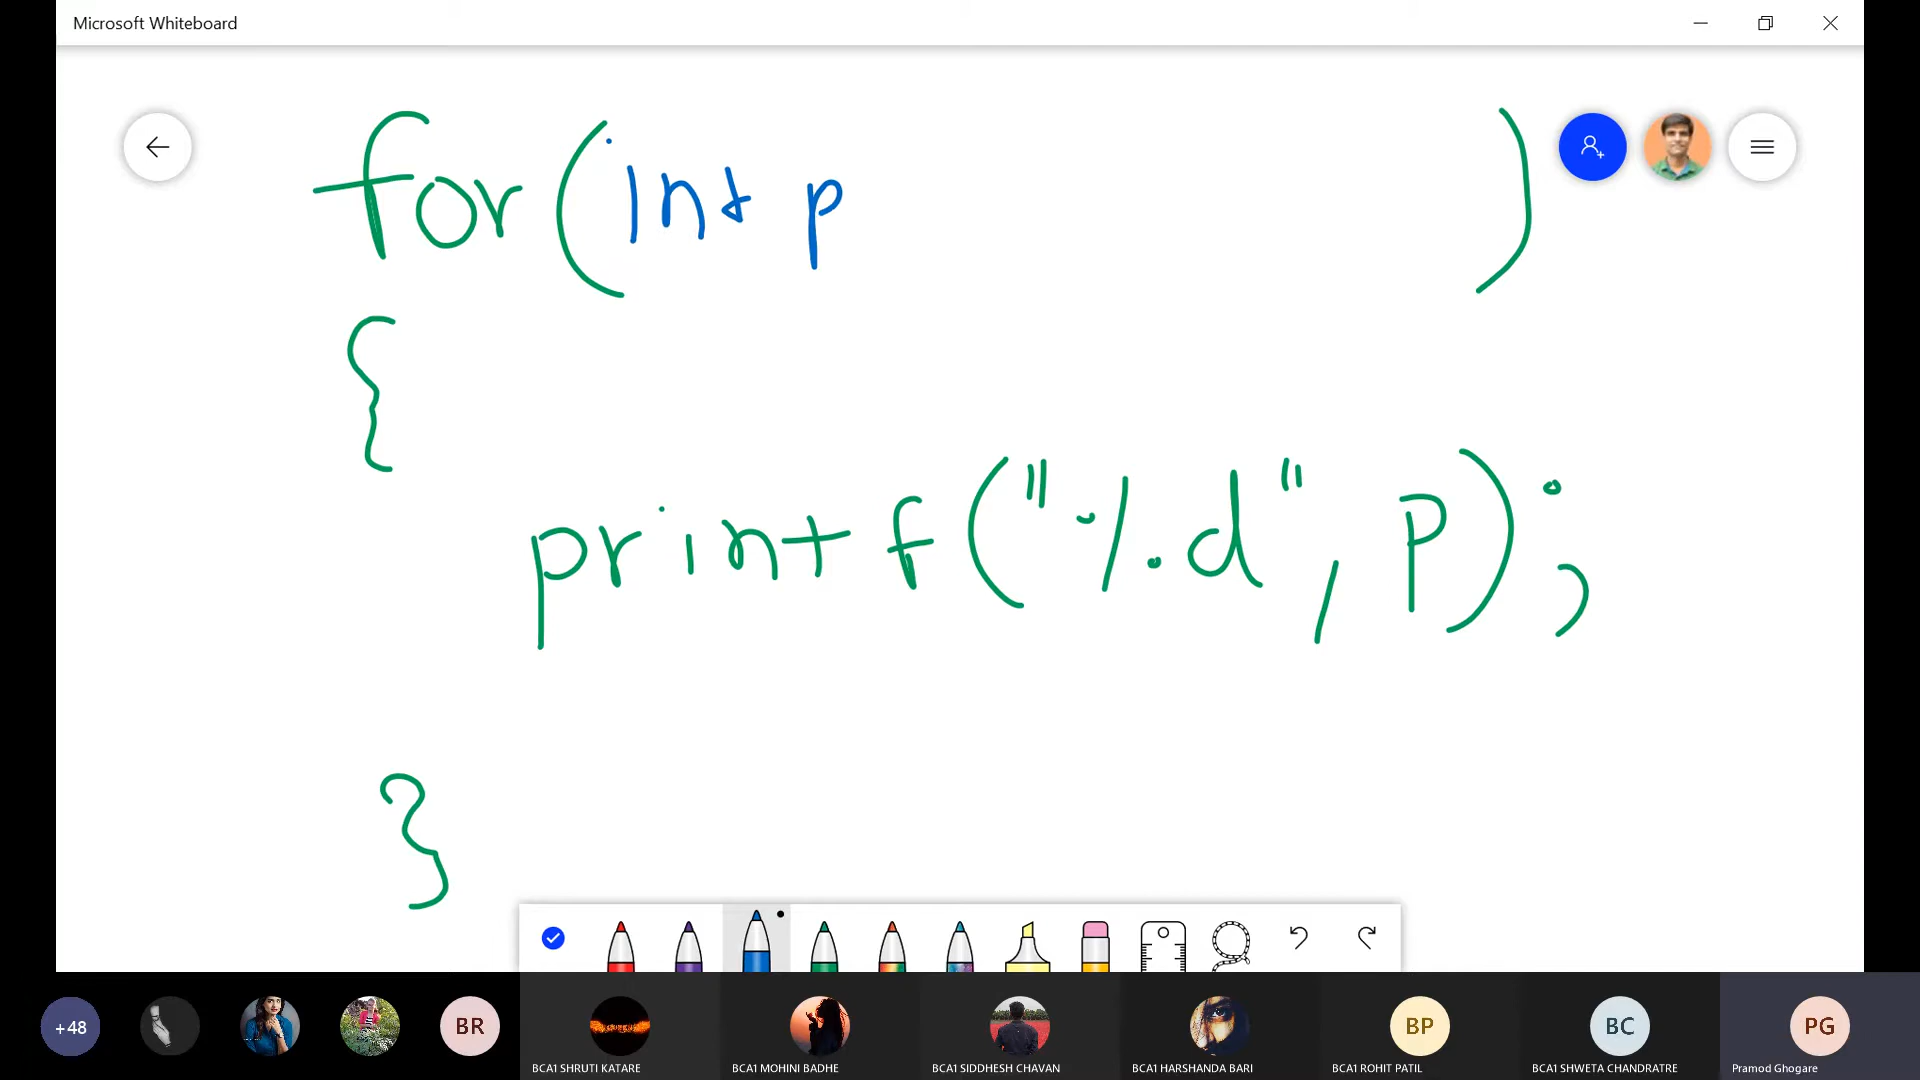 Microsoft Whiteboard
for(int p )
{
printf("%d", P);
}
+48
BR
BP
BC
PG
BCA1 SHRUTI KATARE
BCA1 MOHINI BADHE
BCA1 SIDDHESH CHAVAN
BCA1 HARSHANDA BARI
BCA1 ROHIT PATIL
BCA1 SHWETA CHANDRATRE
Pramod Ghogare